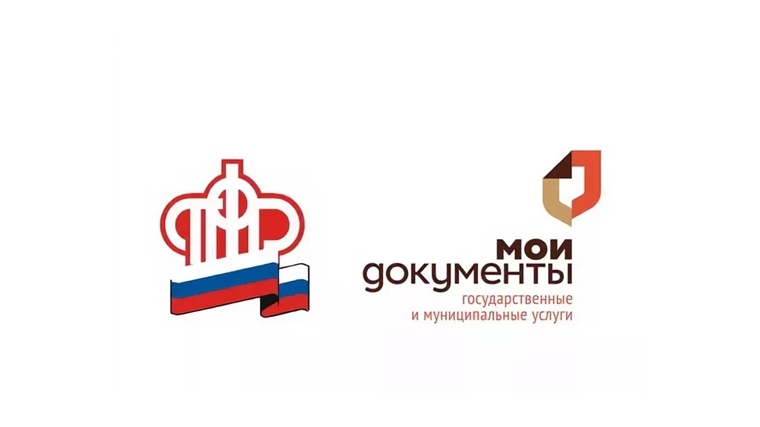 ПФР
мои
документы
государственные
и муниципальные услуги